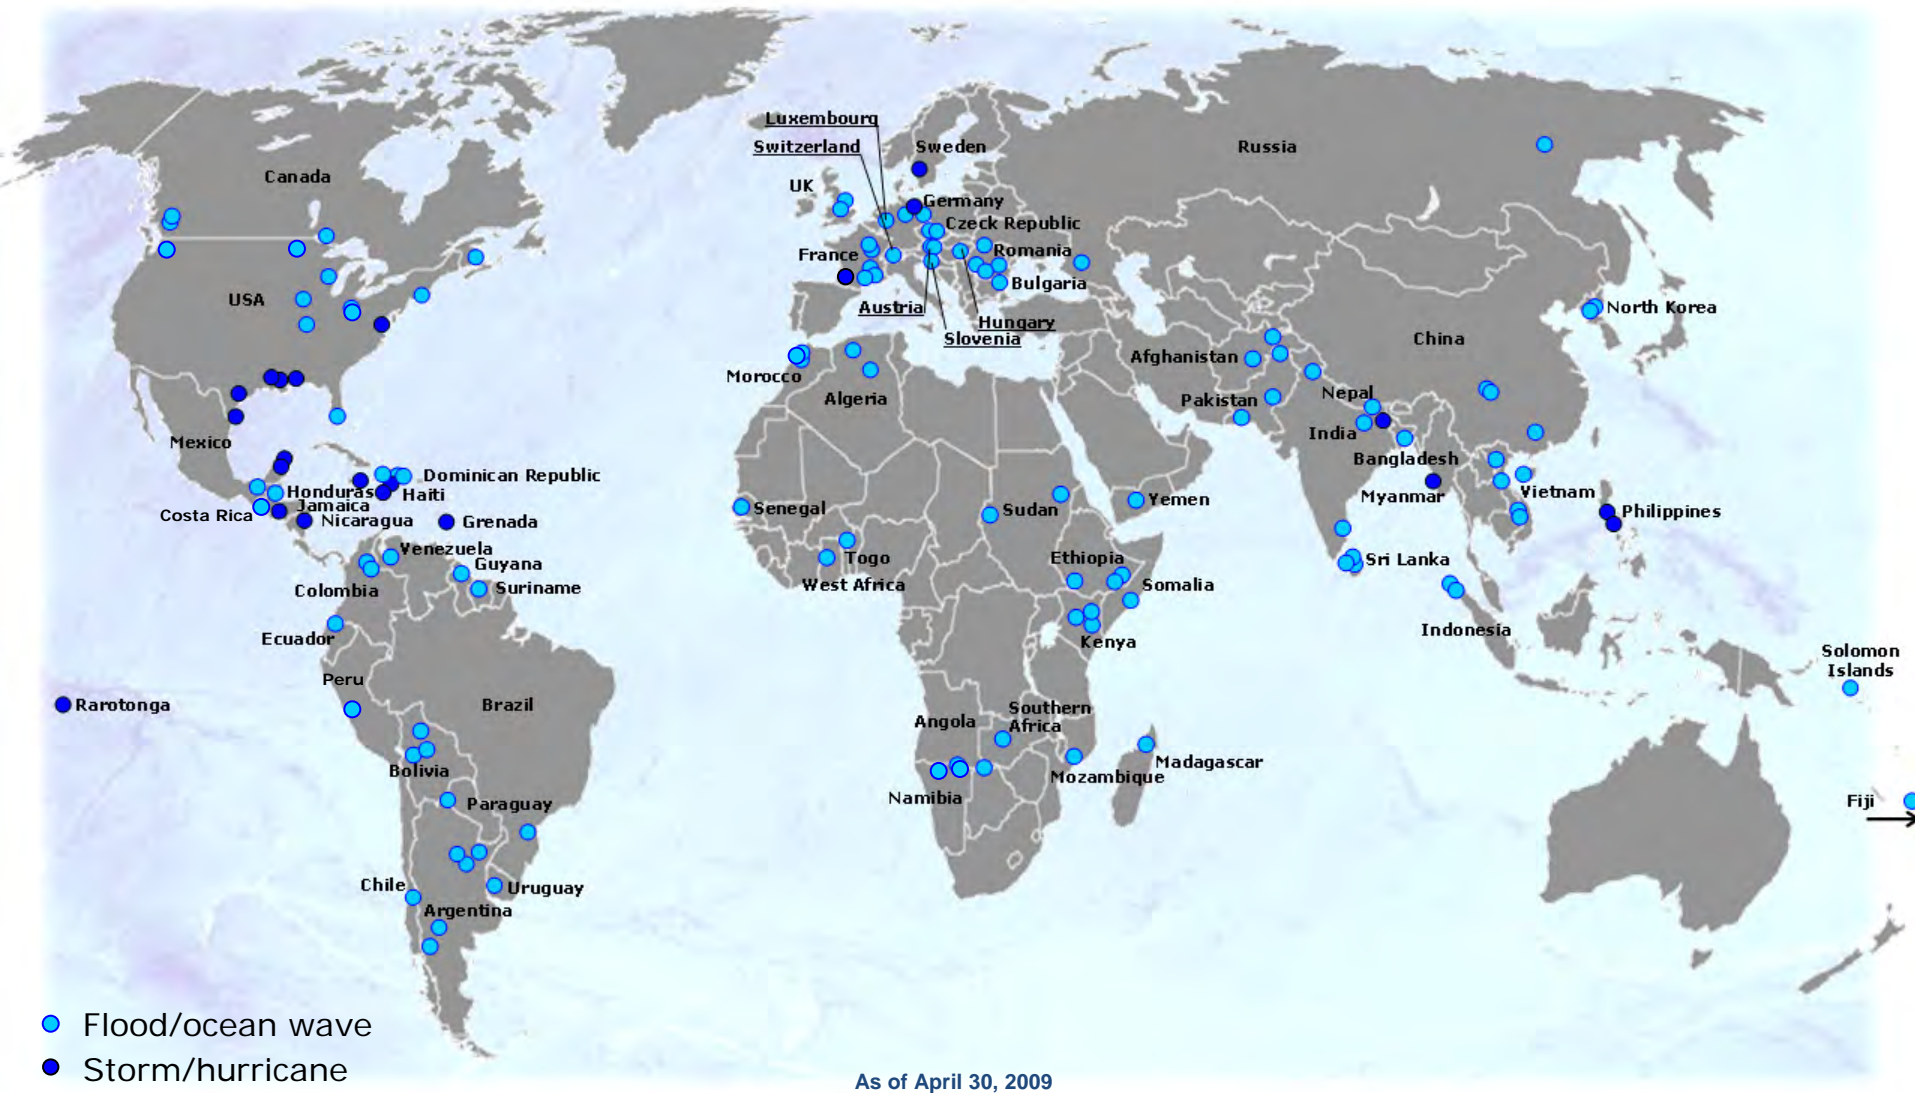 Luxembourg
Switzerland
Sweden
Russia
Canada
UK
Germany
Czeck Republic
France
Romania
USA
Bulgaria
Austria
Hungary
Slovenia
North Korea
China
Morocco
Afghanistan
Algeria
Pakistan
Nepal
Mexico
India
Bangladesh
Dominican Republic
Honduras
Haiti
Myanmar
Vietnam
Jamaica
Costa Rica
Nicaragua
Grenada
Senegal
Sudan
Yemen
Philippines
Venezuela
Guyana
Togo
Ethiopia
Sri Lanka
Colombia
Suriname
West Africa
Somalia
Ecuador
Kenya
Indonesia
Solomon
Islands
Peru
Rarotonga
Brazil
Angola
Southern
Africa
Bolivia
Madagascar
Mozambique
Namibia
Paraguay
Fiji
Chile
Uruguay
Argentina
Flood/ocean wave
Storm/hurricane
As of April 30, 2009